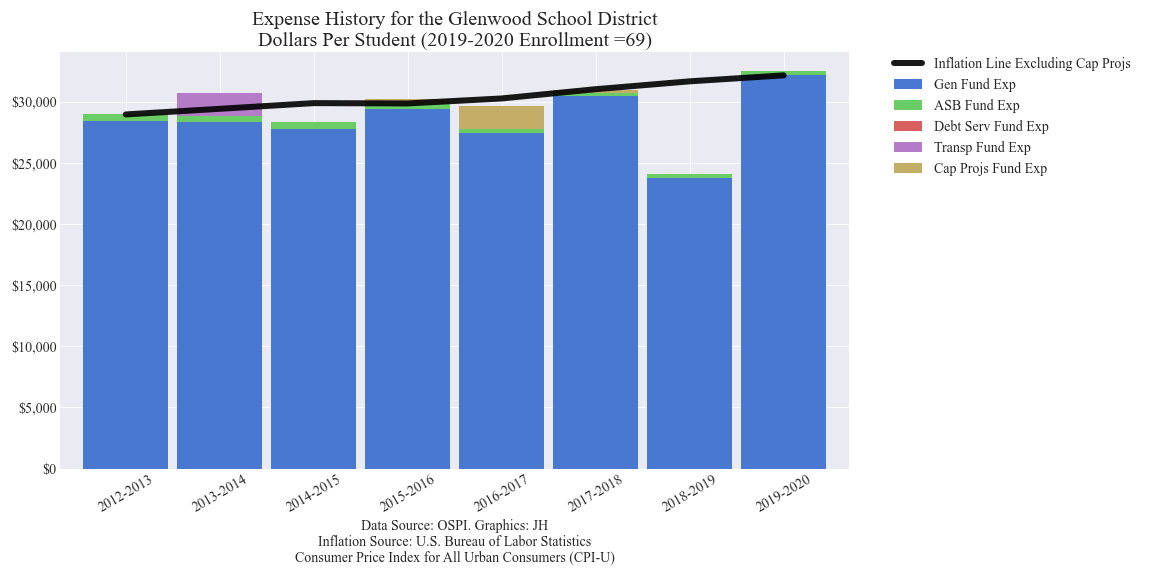 Expense History for the Glenwood School District
Dollars Per Student (2019-2020 Enrollment =69)
Inflation Line Excluding Cap Projs
Gen Fund Exp
ASB Fund Exp
Debt Serv Fund Exp
Transp Fund Exp
Cap Projs Fund Exp
$30,000
$25,000
$20,000
$15,000
$10,000
$5,000
$0
2012-2013
2013-2014
2014-2015
2015-2016
2016-2017
2017-2018
2018-2019
2019-2020
Data Source: OSPI. Graphics: JH
Inflation Source: U.S. Bureau of Labor Statistics
Consumer Price Index for All Urban Consumers (CPI-U)